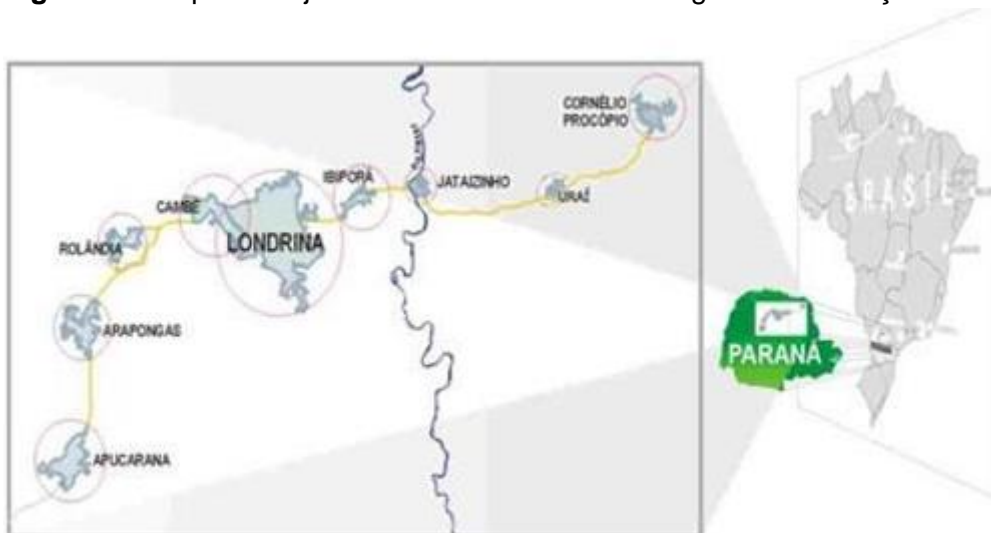 CORNÉLIO
PROCÓPIO
IBIPORÃ
JATAIZINHO
URAÍ
CAMBÉ
ROLÂNDIA
LONDRINA
ARAPONGAS
APUCARANA
BRASIL
PARANÁ